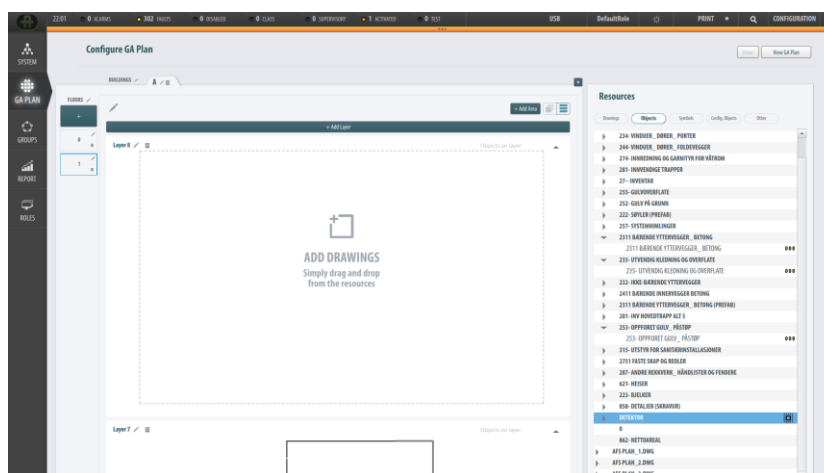 22:01 0 ALARMS 302 FAULTS 0 DISABLED 0 CLASS 0 SUPERVISORY 1 ACTIVATED 0 TEST USB DefaultRole PRINT CONFIGURATION
Configure GA Plan
New GA Plan
SYSTEM
GA PLAN
GROUPS
REPORT
ROLES
BUILDINGS A
FLOORS
+ Add Area
+ Add Layer
0
1
Layer 8 Objects on layer
ADD DRAWINGS
Simply drag and drop
from the resources
Layer 7 Objects on layer
Resources
Drawings Objects Symbols Config. Objects Other
234- VINDUER_ DØRER_ PORTER
244- VINDUER_ DØRER_ FOLDEVEGGER
274- INNREDNING OG GARNITYR FOR VÅTROM
281- INNVENDIGE TRAPPER
27-- INVENTAR
255- GULVOVERFLATE
252- GULV PÅ GRUNN
222- SØYLER (PREFAB)
257- SYSTEMHIMLINGER
2311 BÆRENDE YTTERVEGGER_ BETONG
2311 BÆRENDE YTTERVEGGER_ BETONG
235- UTVENDIG KLEDNING OG OVERFLATE
235- UTVENDIG KLEDNING OG OVERFLATE
232- IKKE-BÆRENDE YTTERVEGGER
2411 BÆRENDE INNERVEGGER BETONG
2311 BÆRENDE YTTERVEGGER_ BETONG (PREFAB)
281- INV HOVEDTRAPP ALT 5
253- OPPFORET GULV_ PÅSTØP
253- OPPFORET GULV_ PÅSTØP
315- UTSTYR FOR SANITÆRINSTALLASJONER
2751 FASTE SKAP OG REOLER
287- ANDRE REKKVERK_ HÅNDLISTER OG FENDERE
621- HEISER
223- BJELKER
058- DETALJER (SKRAVER)
DETEKTOR
0
062- NETTOAREAL
AFS PLAN_1.DWG
AFS PLAN_2.DWG